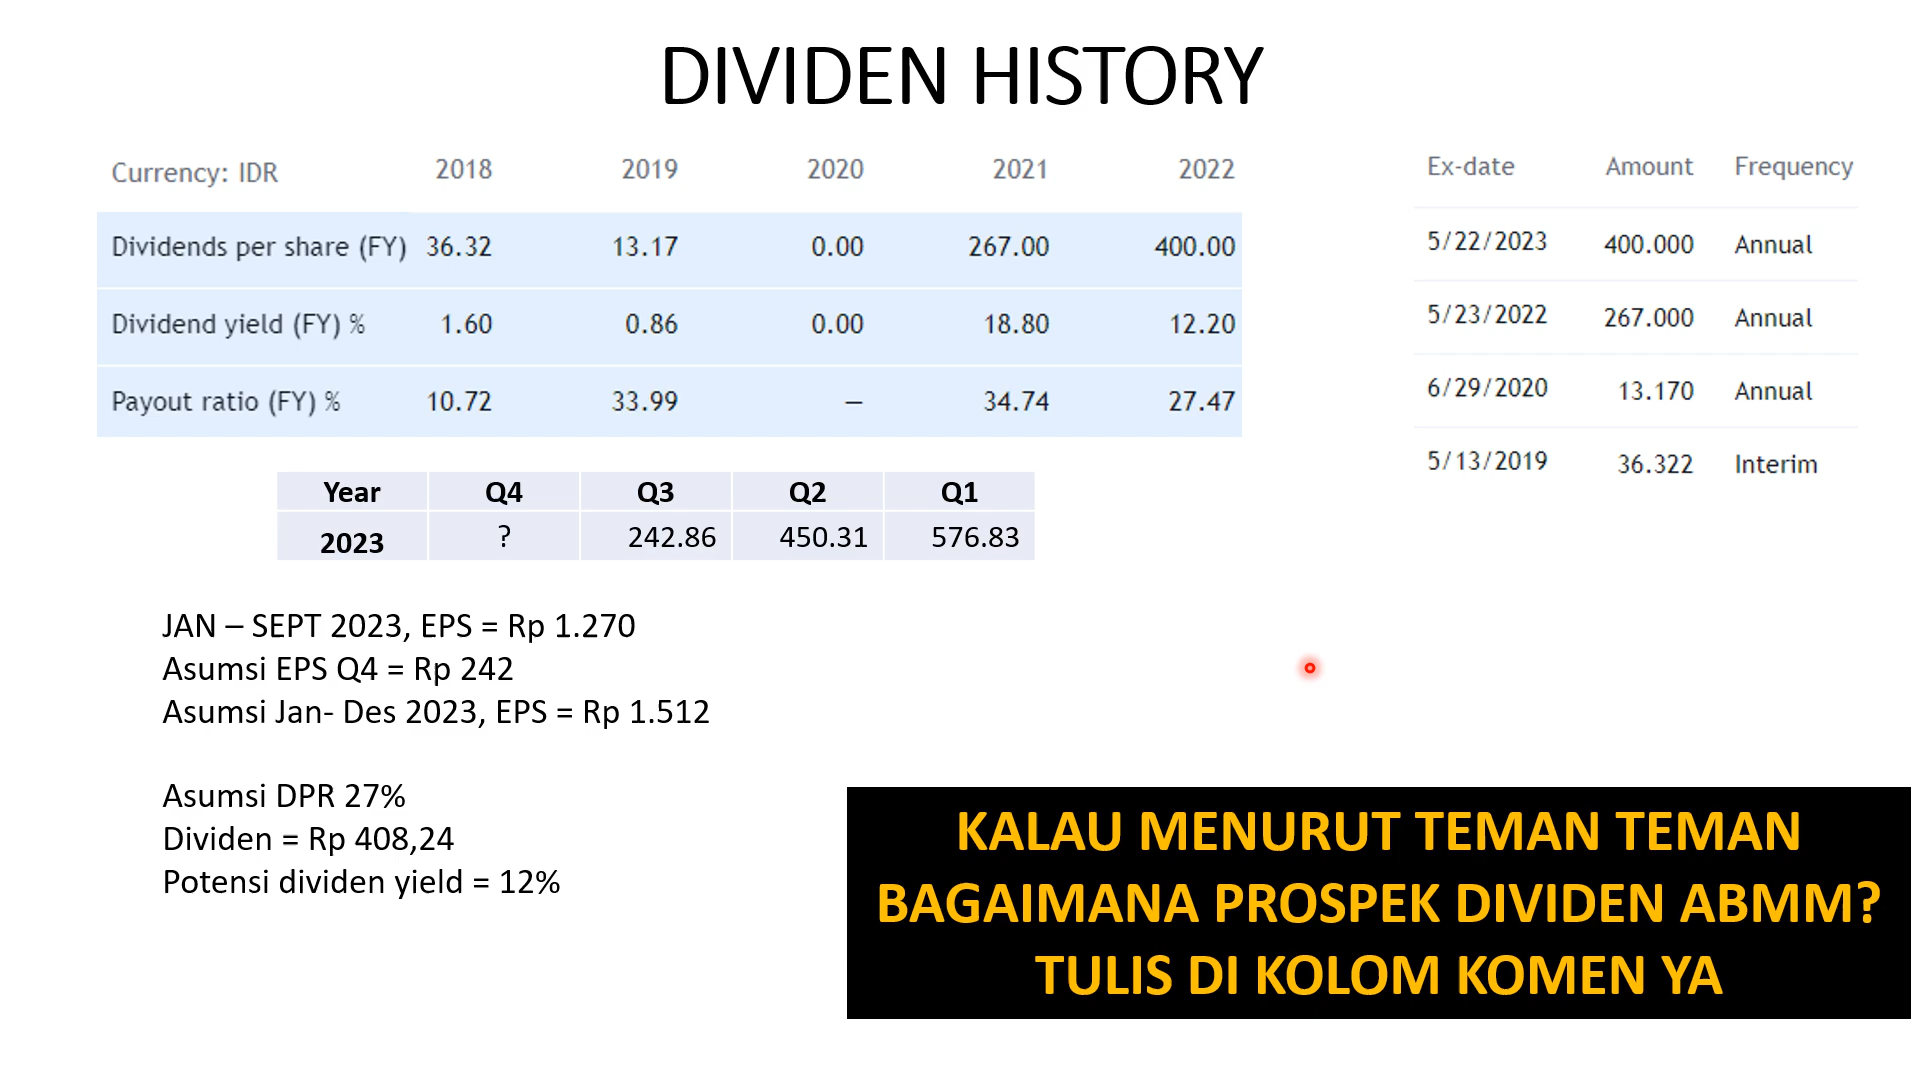 DIVIDEN HISTORY
Currency: IDR 2018 2019 2020 2021 2022
Dividends per share (FY) 36.32 13.17 0.00 267.00 400.00
Dividend yield (FY) % 1.60 0.86 0.00 18.80 12.20
Payout ratio (FY) % 10.72 33.99 — 34.74 27.47
Ex-date Amount Frequency
5/22/2023 400.000 Annual
5/23/2022 267.000 Annual
6/29/2020 13.170 Annual
5/13/2019 36.322 Interim
Year Q4 Q3 Q2 Q1
2023 ? 242.86 450.31 576.83
JAN – SEPT 2023, EPS = Rp 1.270
Asumsi EPS Q4 = Rp 242
Asumsi Jan- Des 2023, EPS = Rp 1.512
Asumsi DPR 27%
Dividen = Rp 408,24
Potensi dividen yield = 12%
KALAU MENURUT TEMAN TEMAN
BAGAIMANA PROSPEK DIVIDEN ABMM?
TULIS DI KOLOM KOMEN YA